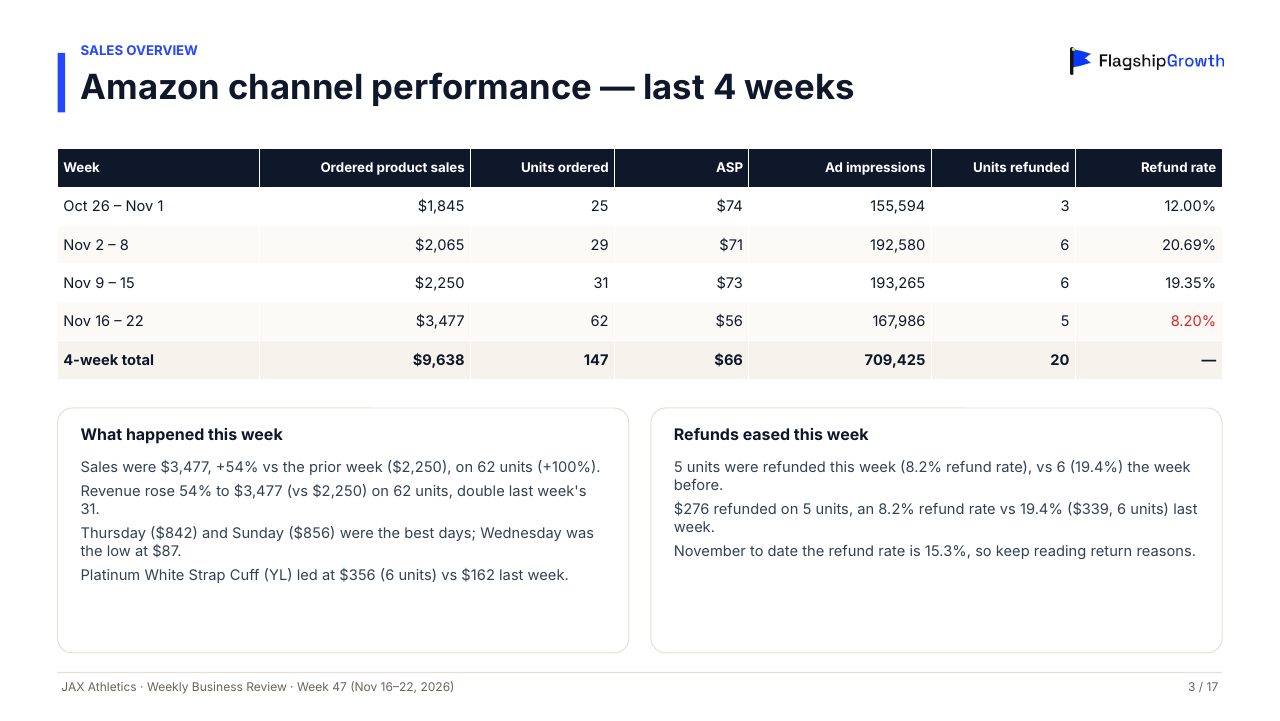 SALES OVERVIEW
Amazon channel performance — last 4 weeks
FlagshipGrowth
Week Ordered product sales Units ordered ASP Ad impressions Units refunded Refund rate
Oct 26 – Nov 1 $1,845 25 $74 155,594 3 12.00%
Nov 2 – 8 $2,065 29 $71 192,580 6 20.69%
Nov 9 – 15 $2,250 31 $73 193,265 6 19.35%
Nov 16 – 22 $3,477 62 $56 167,986 5 8.20%
4-week total $9,638 147 $66 709,425 20 —
What happened this week
Sales were $3,477, +54% vs the prior week ($2,250), on 62 units (+100%).
Revenue rose 54% to $3,477 (vs $2,250) on 62 units, double last week's
31.
Thursday ($842) and Sunday ($856) were the best days; Wednesday was
the low at $87.
Platinum White Strap Cuff (YL) led at $356 (6 units) vs $162 last week.
Refunds eased this week
5 units were refunded this week (8.2% refund rate), vs 6 (19.4%) the week
before.
$276 refunded on 5 units, an 8.2% refund rate vs 19.4% ($339, 6 units) last
week.
November to date the refund rate is 15.3%, so keep reading return reasons.
JAX Athletics · Weekly Business Review · Week 47 (Nov 16–22, 2026)
3 / 17